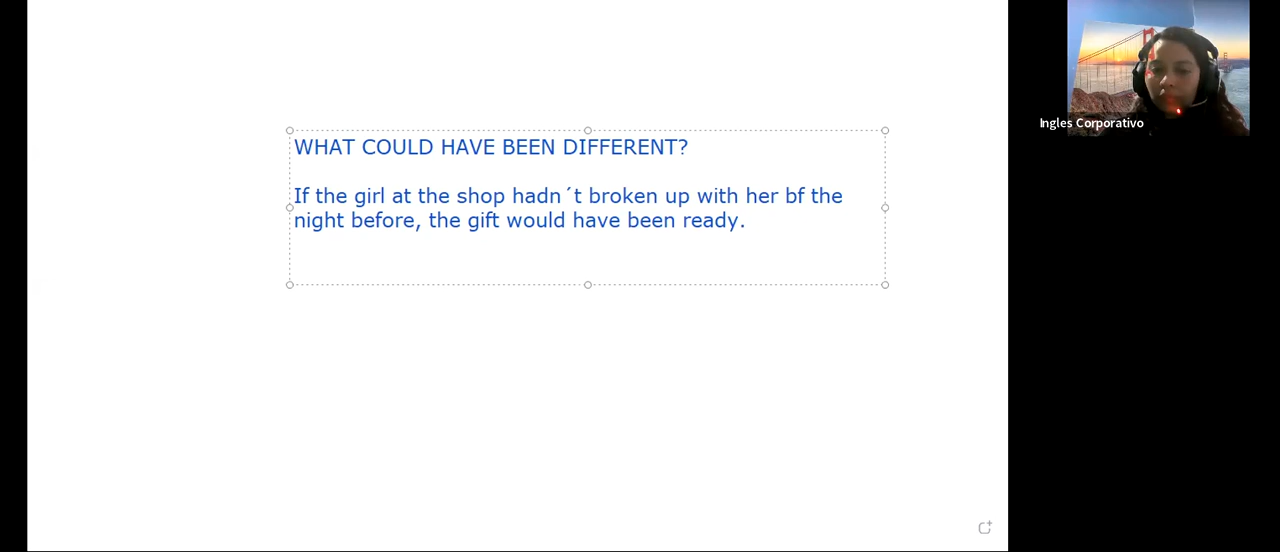 WHAT COULD HAVE BEEN DIFFERENT?
If the girl at the shop hadn´t broken up with her bf the
night before, the gift would have been ready.
Ingles Corporativo